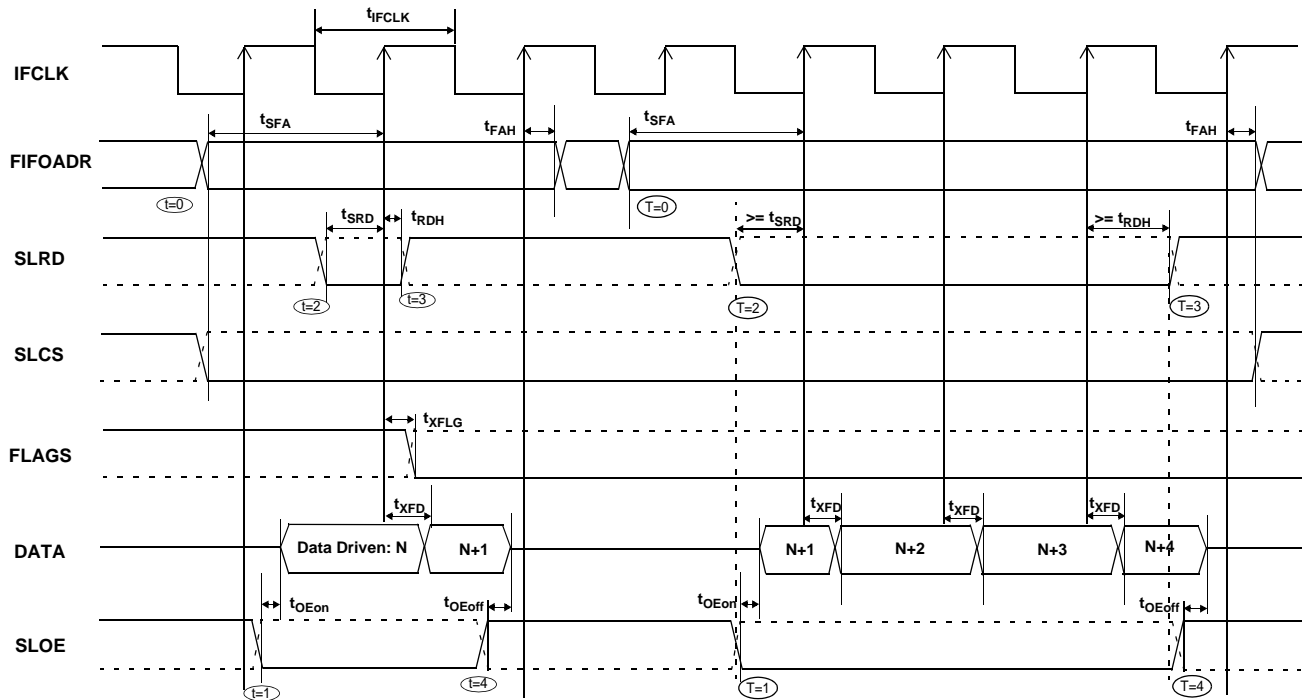 tIFCLK
IFCLK
tSFA
tFAH
tSFA
tFAH
FIFOADR
t=0
T=0
tSRD
tRDH
>= tSRD
>= tRDH
SLRD
t=2
t=3
T=2
T=3
SLCS
tXFLG
FLAGS
tXFD
tXFD
tXFD
tXFD
DATA
Data Driven: N
N+1
N+1
N+2
N+3
N+4
tOEon
tOEoff
tOEon
tOEoff
SLOE
t=1
t=4
T=1
T=4